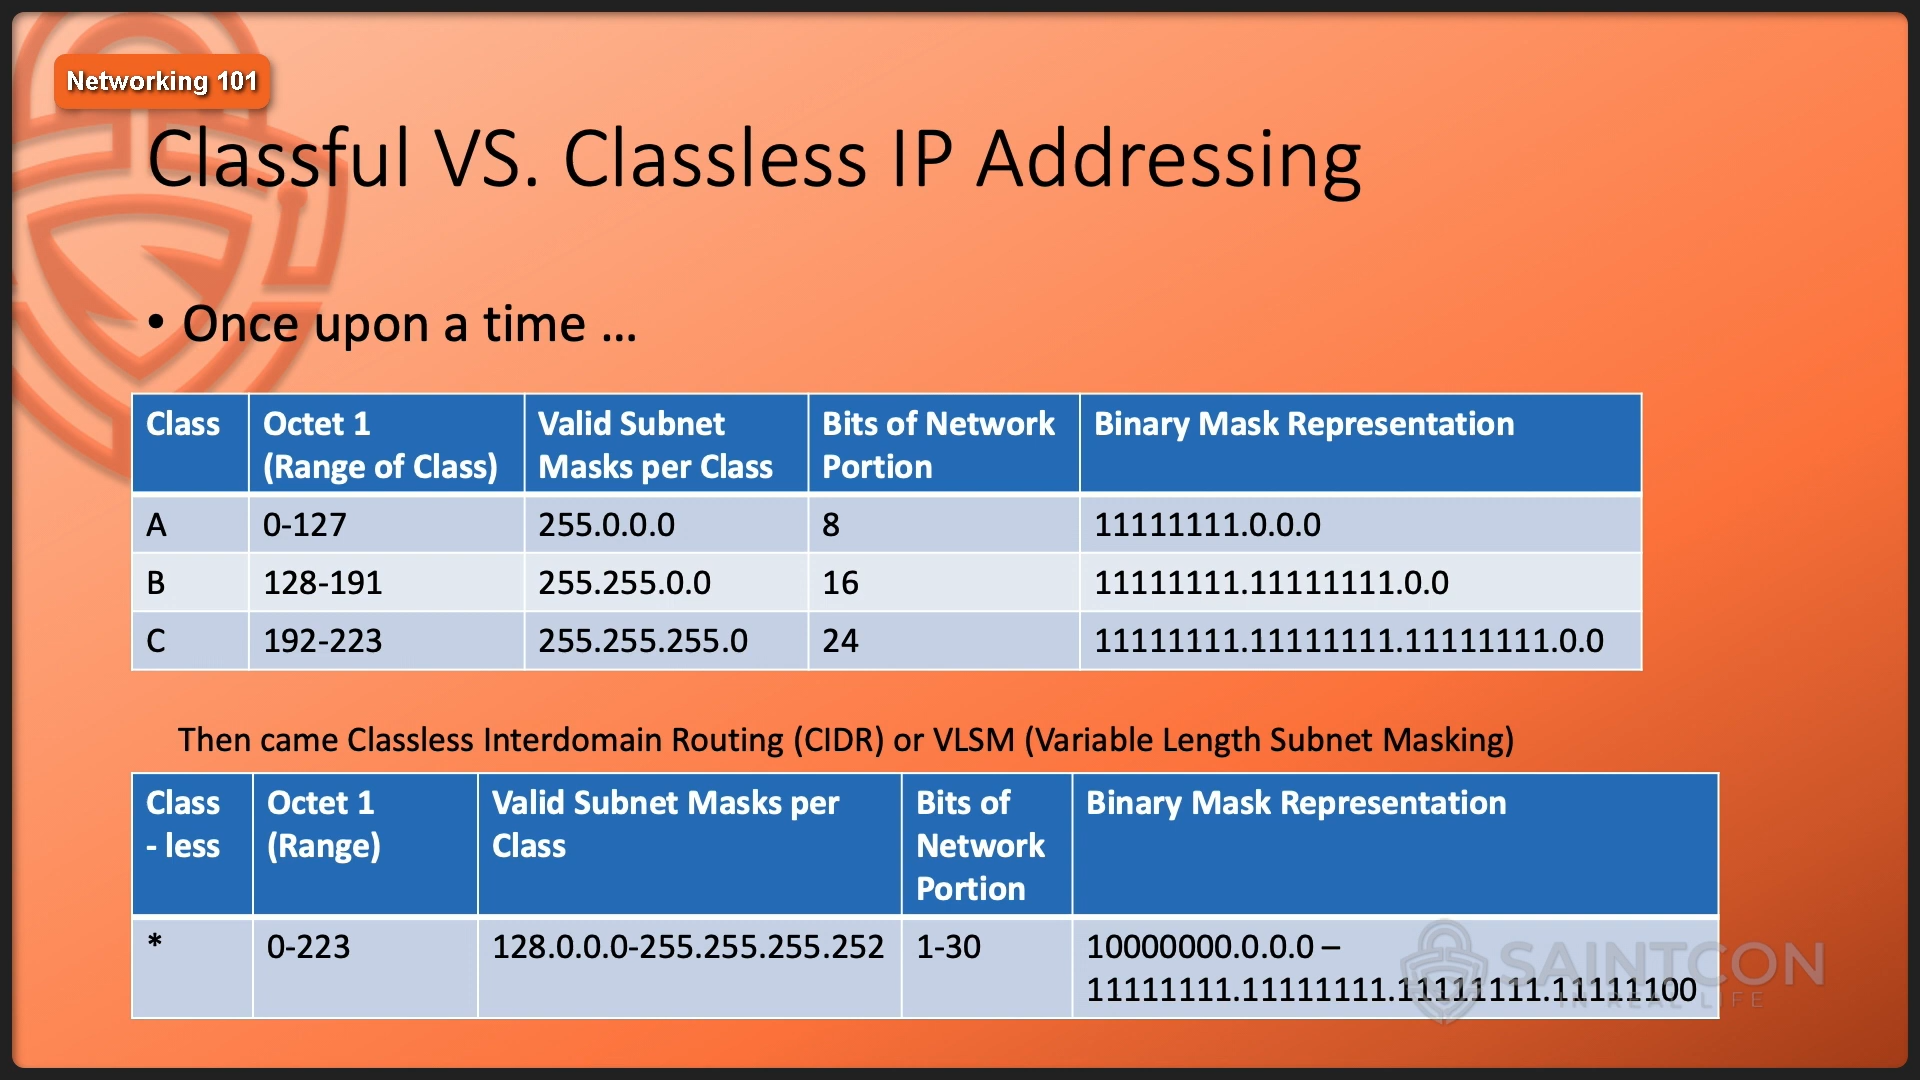 Networking 101
Classful VS. Classless IP Addressing
• Once upon a time ...
Class Octet 1 (Range of Class) Valid Subnet Masks per Class Bits of Network Portion Binary Mask Representation
A 0-127 255.0.0.0 8 11111111.0.0.0
B 128-191 255.255.0.0 16 11111111.11111111.0.0
C 192-223 255.255.255.0 24 11111111.11111111.11111111.0.0
Then came Classless Interdomain Routing (CIDR) or VLSM (Variable Length Subnet Masking)
Class - less Octet 1 (Range) Valid Subnet Masks per Class Bits of Network Portion Binary Mask Representation
* 0-223 128.0.0.0-255.255.255.252 1-30 10000000.0.0.0 –
11111111.11111111.11111111.11111100
SAINTCON
IN REAL LIFE